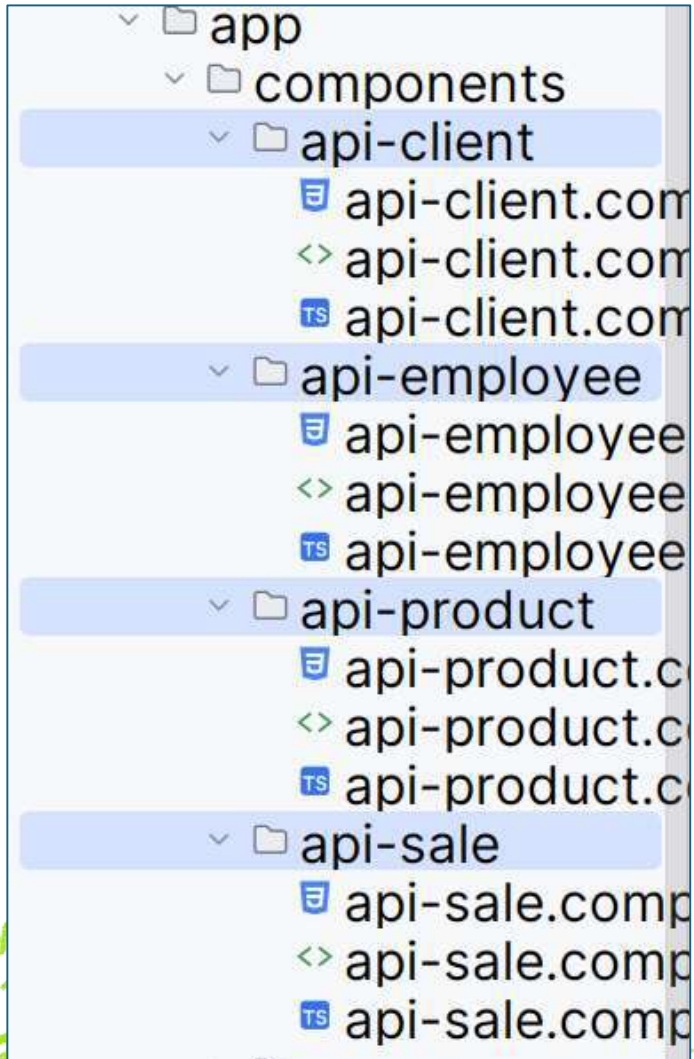 app
components
api-client
api-client.com
api-client.com
api-client.com
api-employee
api-employee
api-employee
api-employee
api-product
api-product.c
api-product.c
api-product.c
api-sale
api-sale.comp
api-sale.comp
api-sale.comp